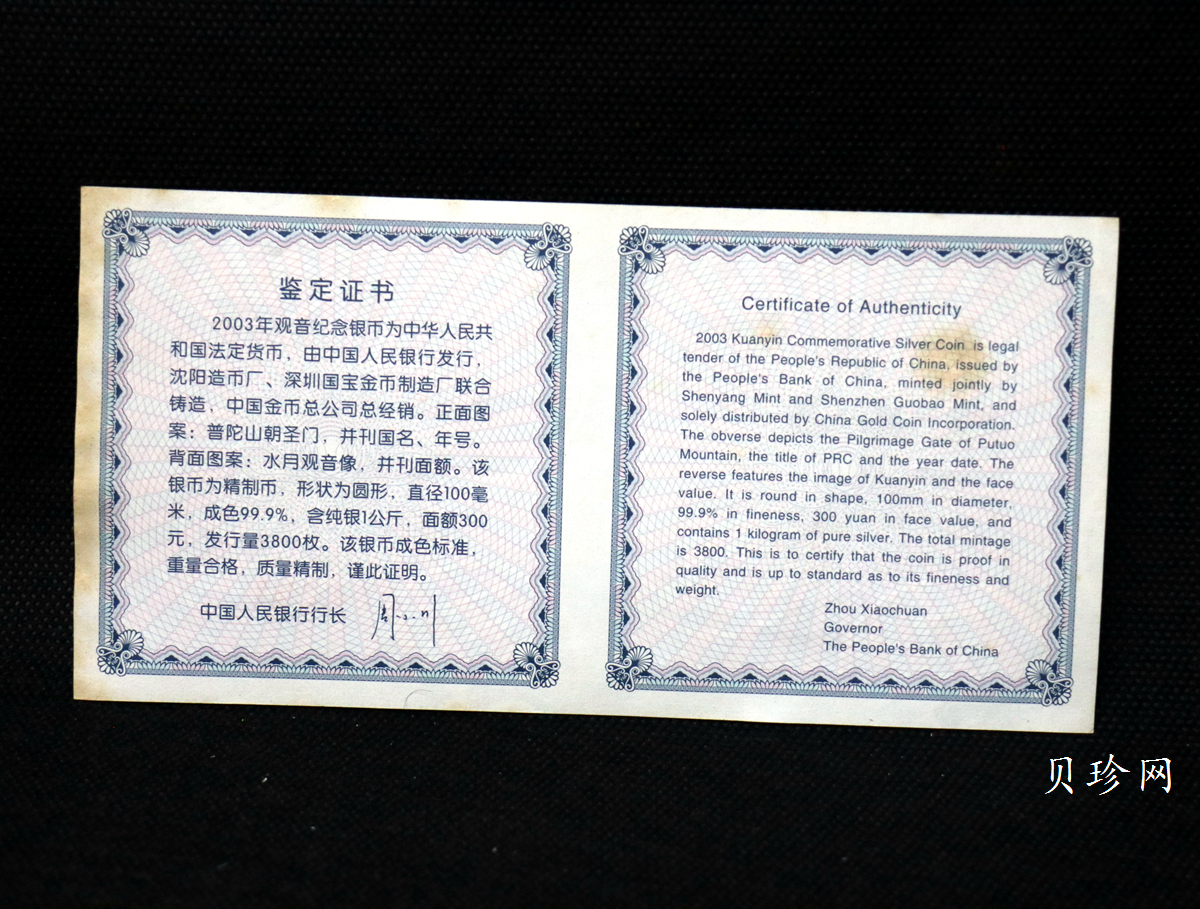 鉴定证书
2003年观音纪念银币为中华人民共
和国法定货币，由中国人民银行发行，
沈阳造币厂、深圳国宝金币制造厂联合
铸造，中国金币总公司总经销。正面图
案：普陀山朝圣门，并刊国名、年号。
背面图案：水月观音像，并刊面额。该
银币为精制币，形状为圆形，直径100毫
米，成色99.9%，含纯银1公斤，面额300
元，发行量3800枚。该银币成色标准，
重量合格，质量精制，谨此证明。
中国人民银行行长
Certificate of Authenticity
2003 Kuanyin Commemorative Silver Coin is legal
tender of the People's Republic of China, issued by
the People's Bank of China, minted jointly by
Shenyang Mint and Shenzhen Guobao Mint, and
solely distributed by China Gold Coin Incorporation.
The obverse depicts the Pilgrimage Gate of Putuo
Mountain, the title of PRC and the year date. The
reverse features the image of Kuanyin and the face
value. It is round in shape, 100mm in diameter,
99.9% in fineness, 300 yuan in face value, and
contains 1 kilogram of pure silver. The total mintage
is 3800. This is to certify that the coin is proof in
quality and is up to standard as to its fineness and
weight.
Zhou Xiaochuan
Governor
The People's Bank of China
贝珍网